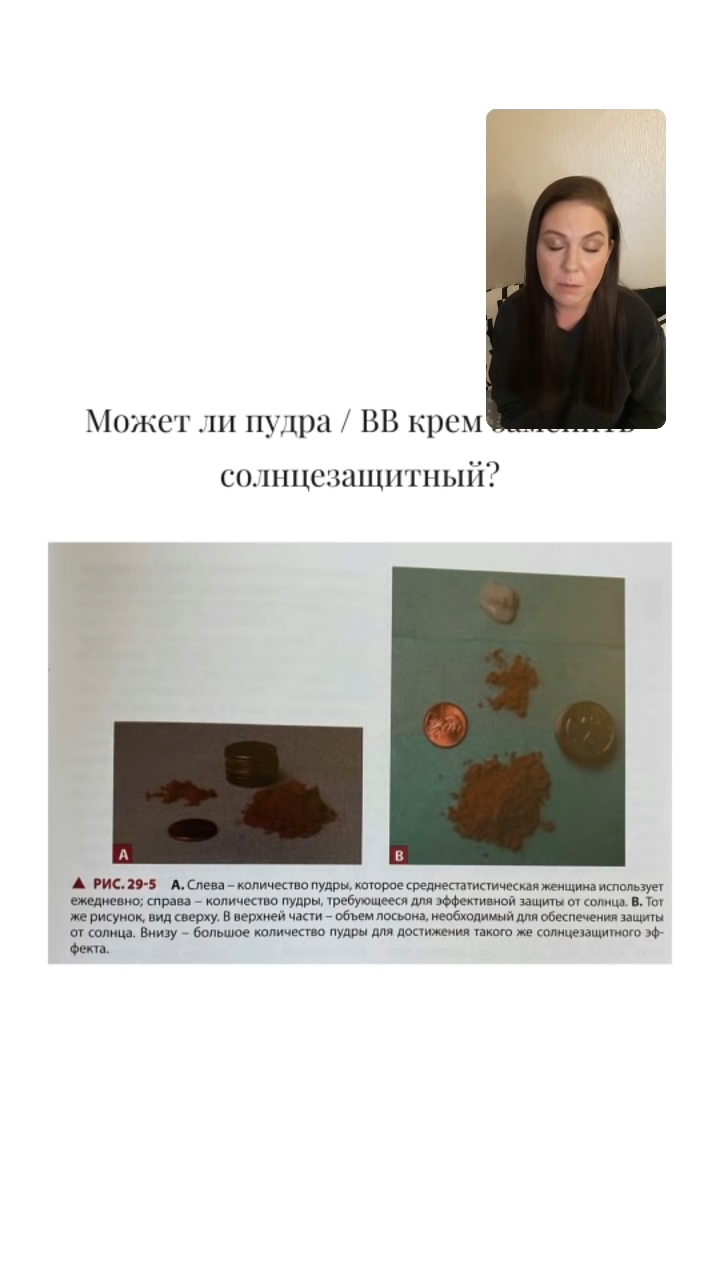 Может ли пудра / BB крем
солнцезащитный?
A
B
▲ РИС. 29-5 А. Слева – количество пудры, которое среднестатистическая женщина использует
ежедневно; справа – количество пудры, требующееся для эффективной защиты от солнца. В. Тот
же рисунок, вид сверху. В верхней части – объем лосьона, необходимый для обеспечения защиты
от солнца. Внизу – большое количество пудры для достижения такого же солнцезащитного эф-
фекта.